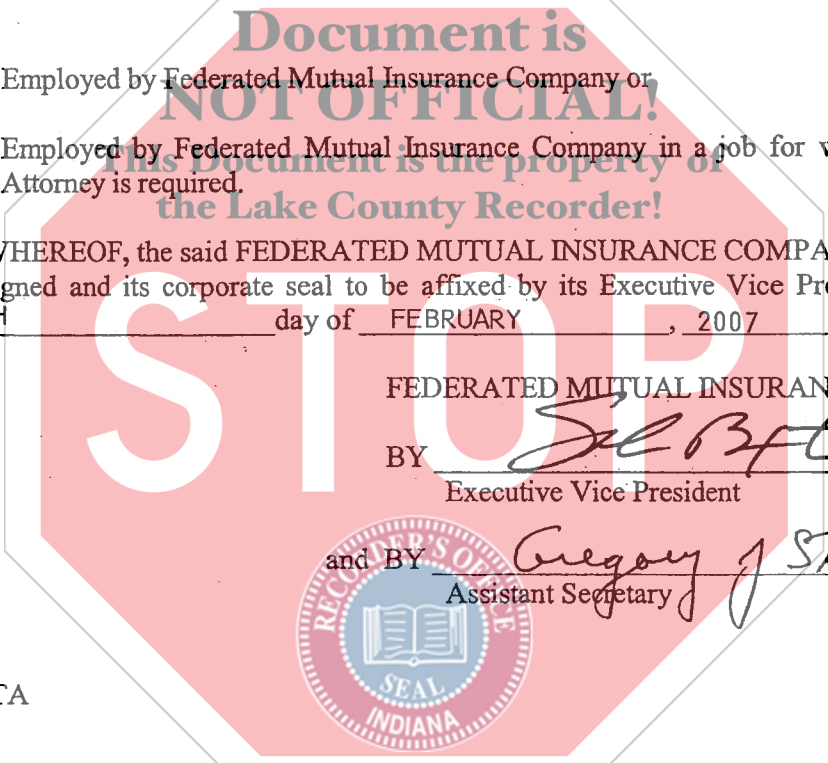 Document is
Employed by Federated Mutual Insurance Company or
NOT OFFICIAL!
Employed by Federated Mutual Insurance Company in a job for
This Document is the property of
Attorney is required.
the Lake County Recorder!
WHEREOF, the said FEDERATED MUTUAL INSURANCE COMPA
gned and its corporate seal to be affixed by its Executive Vice Pre
day of FEBRUARY, 2007
STOP
FEDERATED MUTUAL INSURAN
BY
Executive Vice President
and BY Gregory J
Assistant Secretary
RECORDER'S OFFICE
SEAL
INDIANA
TA